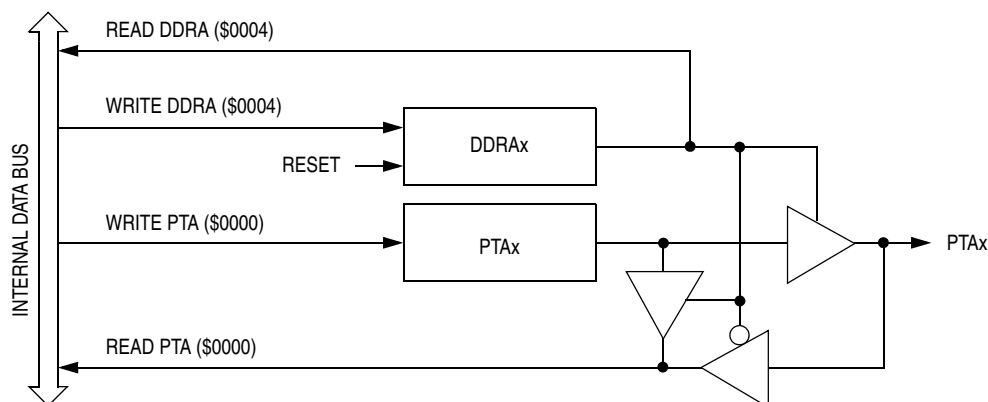 READ DDRA ($0004)
WRITE DDRA ($0004)
DDRAx
RESET
INTERNAL DATA BUS
WRITE PTA ($0000)
PTAx
PTAx
READ PTA ($0000)